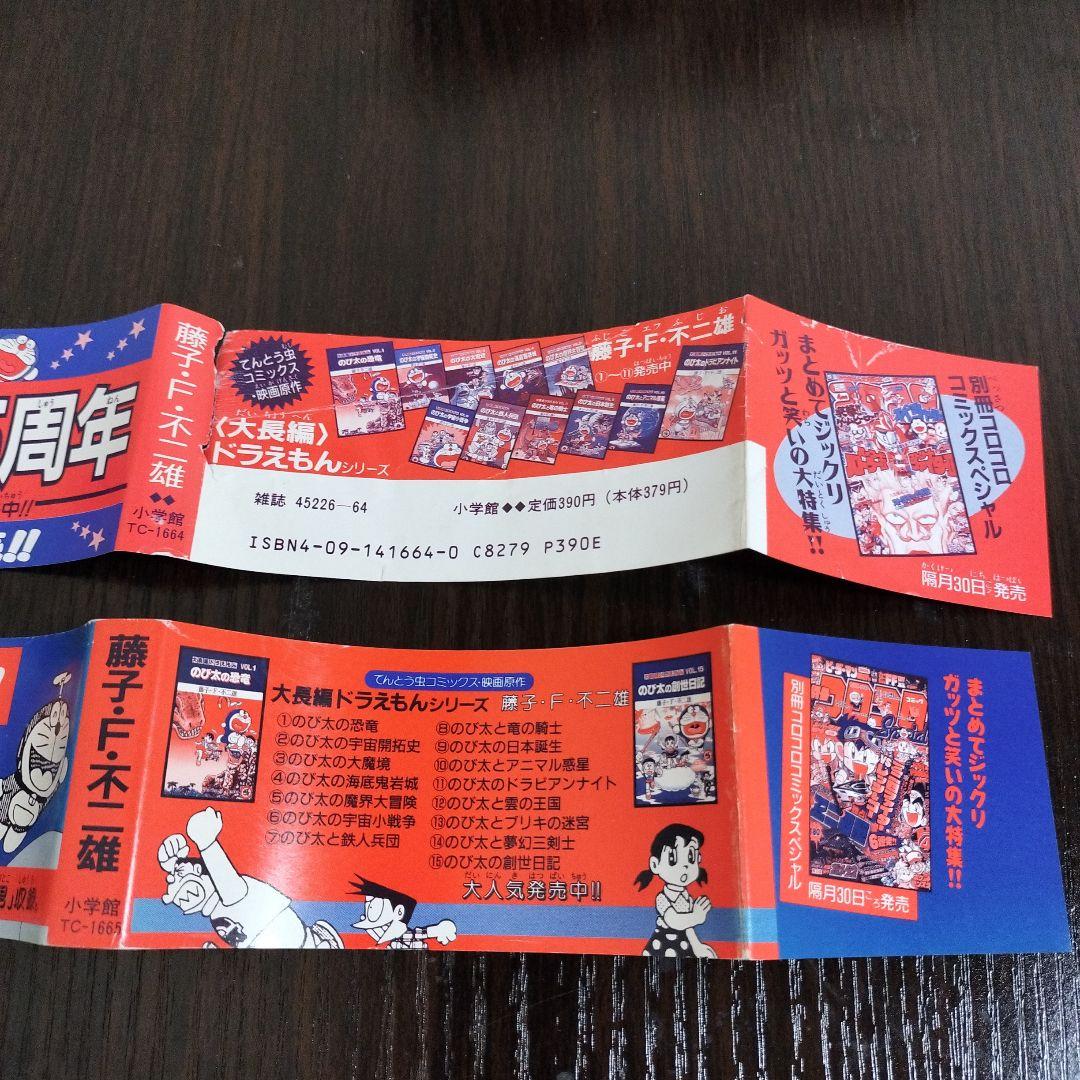 周年
中!!
!!
藤子・F・不二雄
◆◆
小学館
TC-1664
てんとう虫
コミックス
映画原作
〈大長編〉
ドラえもんシリーズ
藤子・F・不二雄
①〜⑪発売中
のび太の恐竜
雑誌 45226-64
小学館◆◆定価390円(本体379円)
ISBN4-09-141664-0 C8279 P390E
まとめてジックリ
ガッツと笑いの大特集!!
別冊コロコロ
コミックスペシャル
隔月30日ごろ発売
男」収録。
藤子・F・不二雄
小学館
TC-1665
VOL.1
のび太の恐竜
藤子・F・不二雄
てんとう虫コミックス・映画原作
大長編ドラえもんシリーズ 藤子・F・不二雄
①のび太の恐竜
②のび太の宇宙開拓史
③のび太の大魔境
④のび太の海底鬼岩城
⑤のび太の魔界大冒険
⑥のび太の宇宙小戦争
⑦のび太と鉄人兵団
⑧のび太と竜の騎士
⑨のび太の日本誕生
⑩のび太とアニマル惑星
⑪のび太のドラビアンナイト
⑫のび太と雲の王国
⑬のび太とブリキの迷宮
⑭のび太と夢幻三剣士
⑮のび太の創世日記
大人気発売中!!
VOL.15
のび太の創世日記
藤子・F・不二雄
まとめてジックリ
ガッツと笑いの大特集!!
別冊コロコロコミックスペシャル
Special
隔月30日ごろ発売